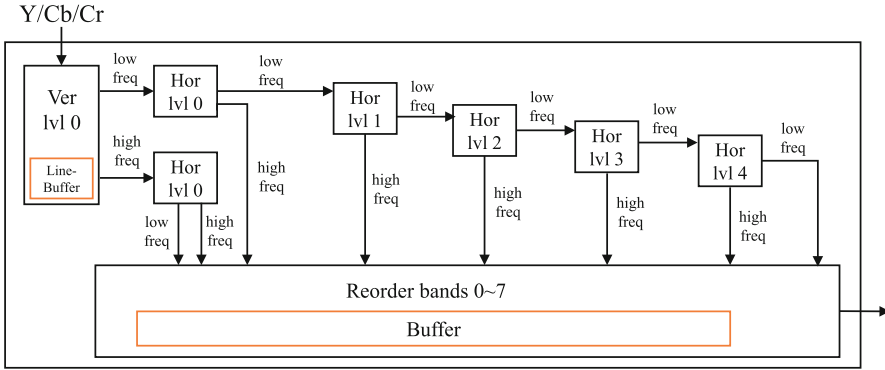 Y/Cb/Cr
Ver
lvl 0
Line-
Buffer
low
freq
high
freq
Hor
lvl 0
Hor
lvl 0
low
freq
high
freq
low
freq
high
freq
Hor
lvl 1
low
freq
high
freq
Hor
lvl 2
low
freq
high
freq
Hor
lvl 3
low
freq
high
freq
Hor
lvl 4
low
freq
high
freq
Reorder bands 0~7
Buffer